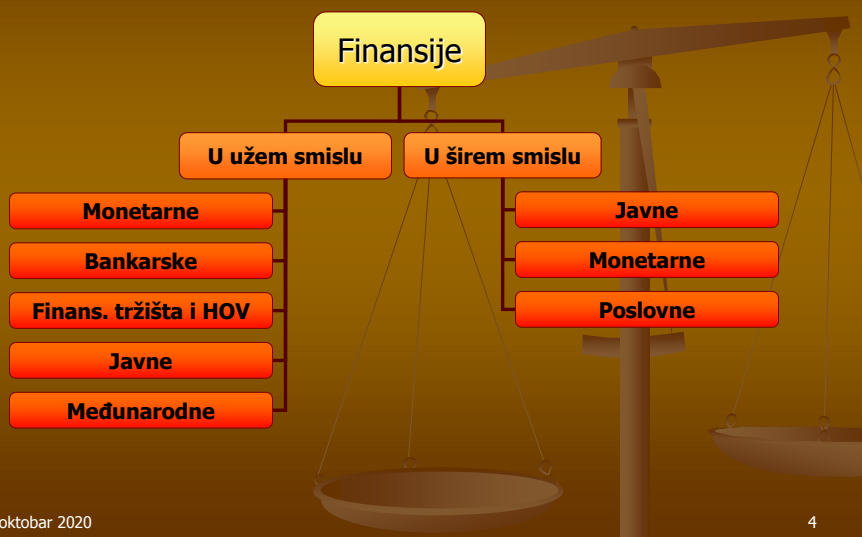 Finansije
U užem smislu
U širem smislu
Monetarne
Bankarske
Finans. tržišta i HOV
Javne
Međunarodne
Javne
Monetarne
Poslovne
oktobar 2020
4